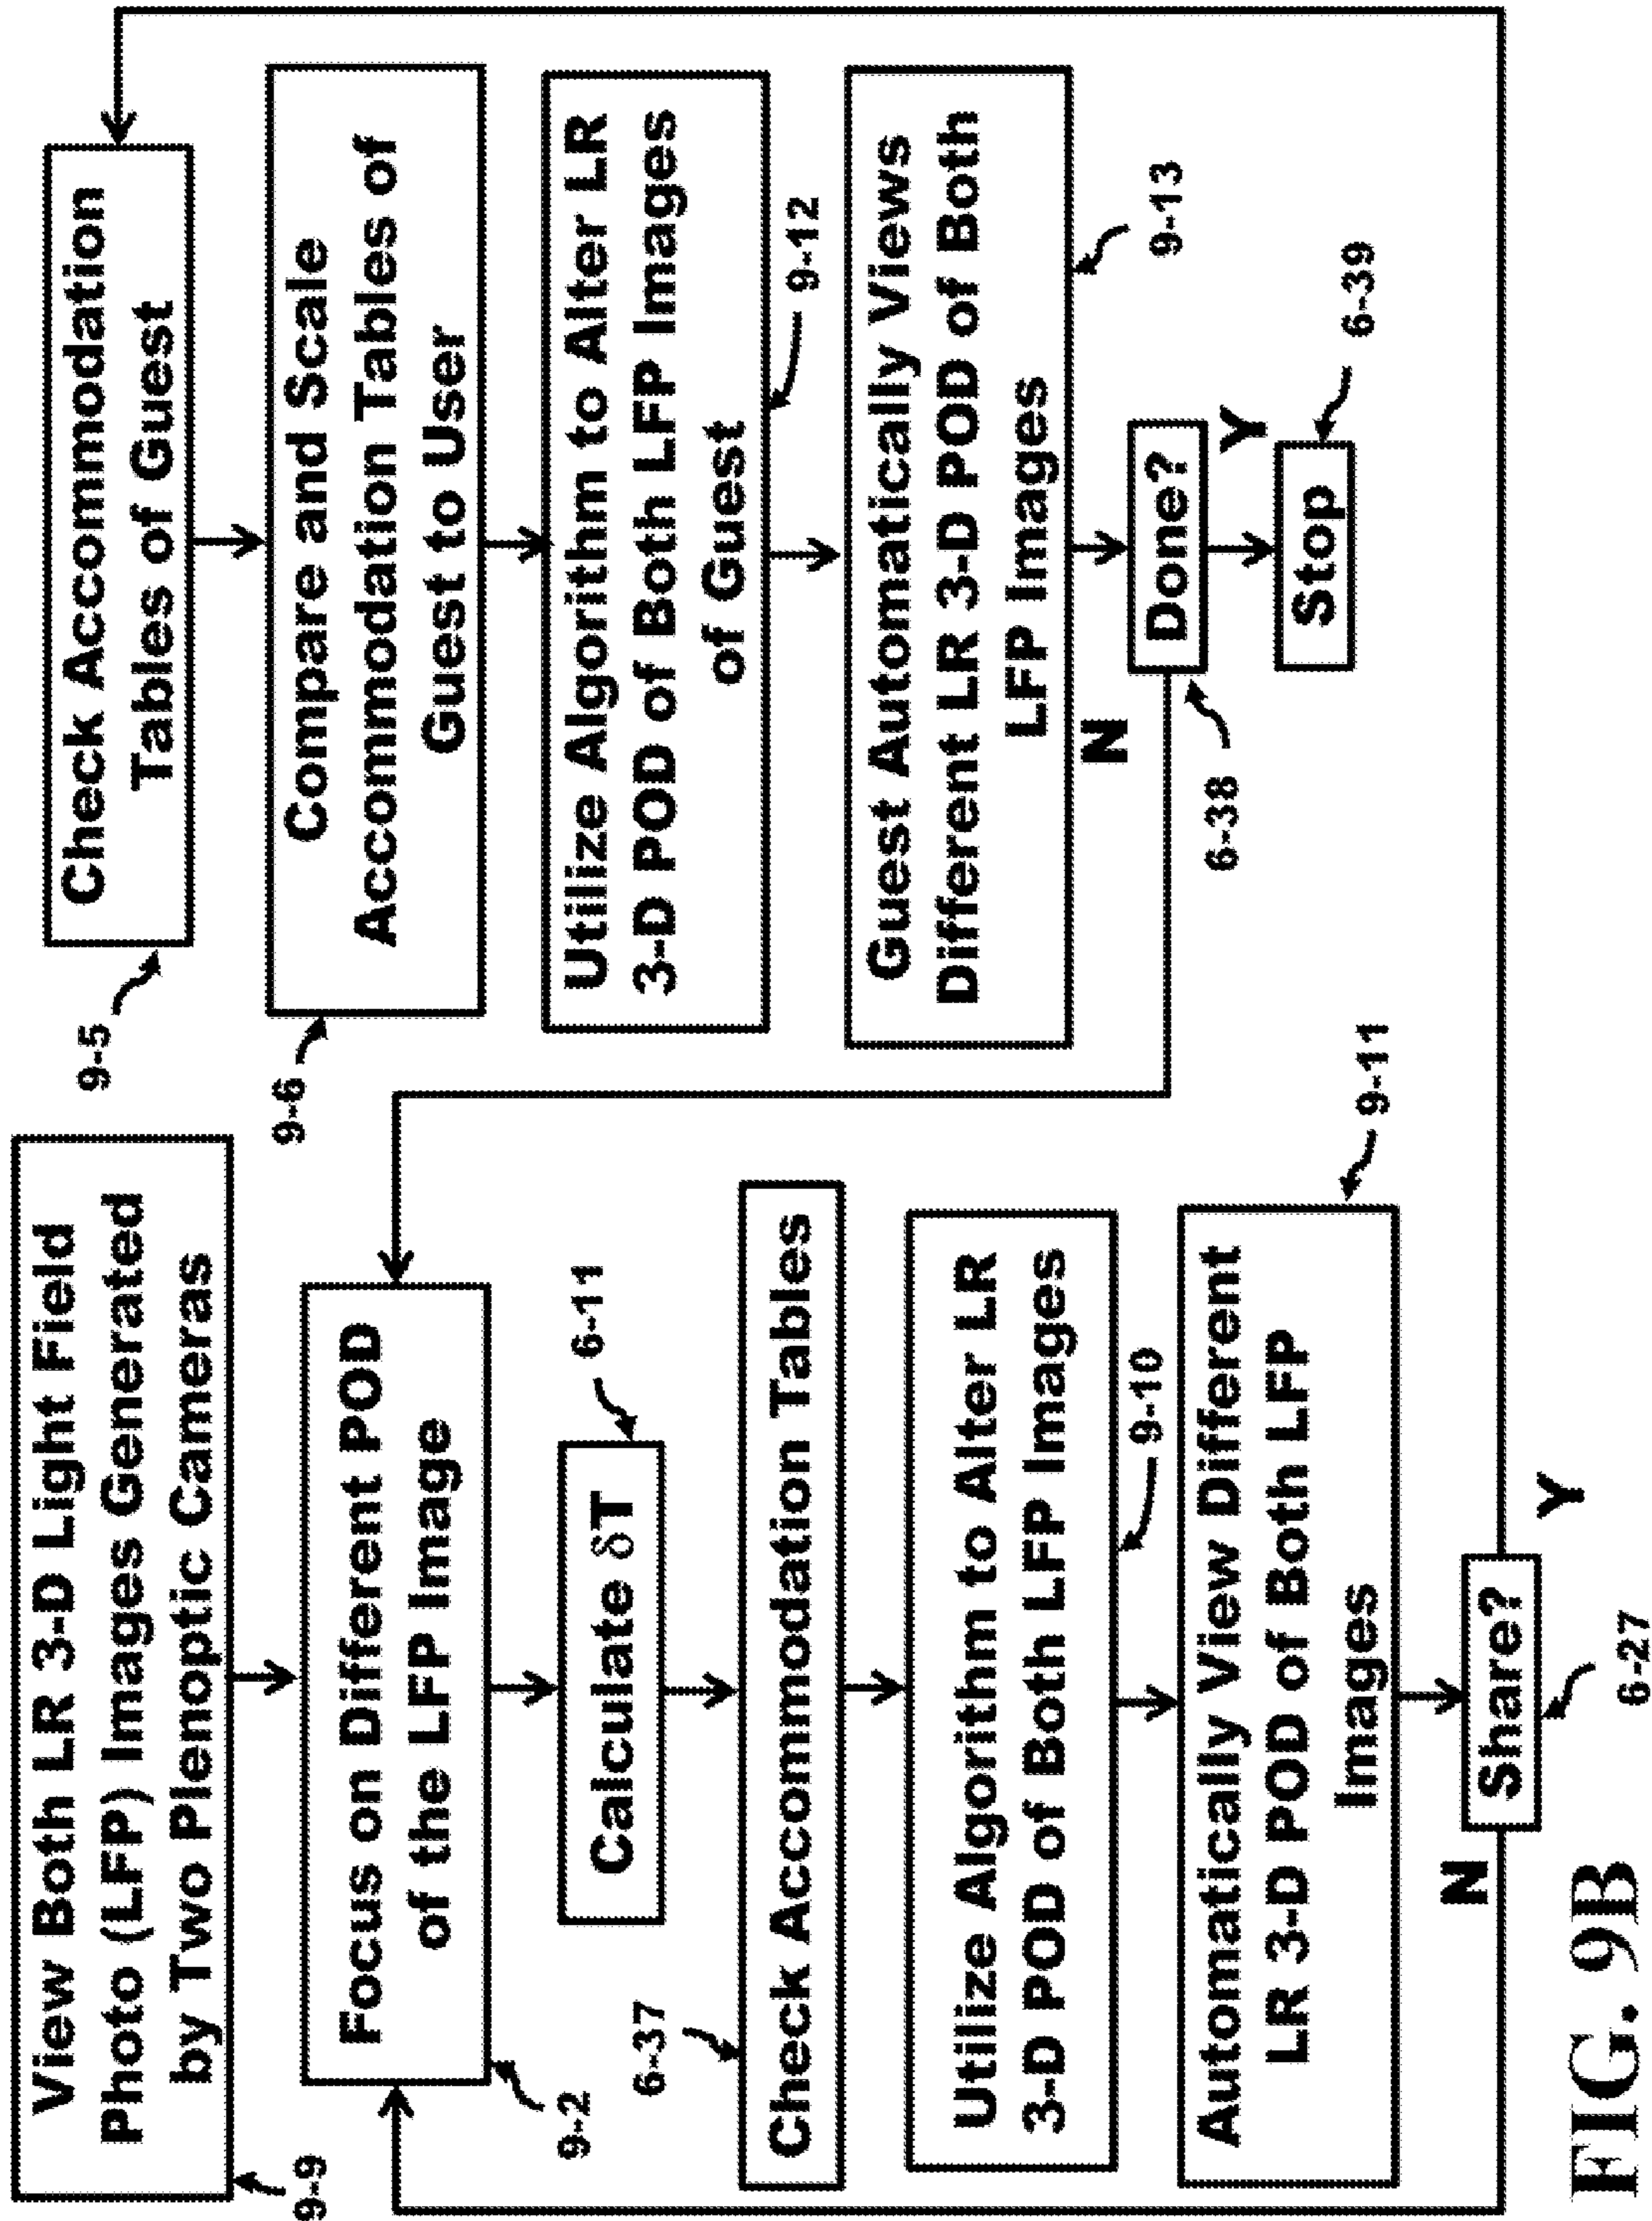 View Both LR 3-D Light Field
Photo (LFP) Images Generated
by Two Plenoptic Cameras
9-9
Focus on Different POD
of the LFP Image
9-2
Calculate δT
6-11
6-37
Check Accommodation Tables
Utilize Algorithm to Alter LR
3-D POD of Both LFP Images
9-10
Automatically View Different
LR 3-D POD of Both LFP
Images
9-11
N
Share?
Y
6-27
Check Accommodation
Tables of Guest
9-5
Compare and Scale
Accommodation Tables of
Guest to User
9-6
Utilize Algorithm to Alter LR
3-D POD of Both LFP Images
of Guest
9-12
Guest Automatically Views
Different LR 3-D POD of Both
LFP Images
9-13
N
Done?
Y
6-38
Stop
6-39
FIG. 9B